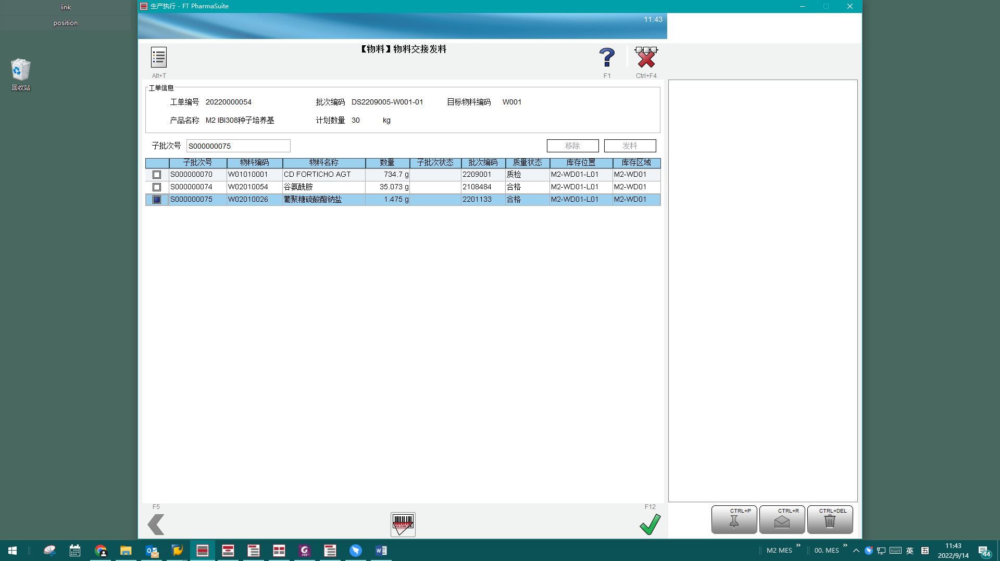 link
position
回收站
生产执行 - FT PharmaSuite
11:43
【物料】物料交接发料
Alt+T
F1
Ctrl+F4
工单信息
工单编号 20220000054 批次编码 DS2209005-W001-01 目标物料编码 W001
产品名称 M2 IBI308种子培养基 计划数量 30 kg
子批次号 S000000075 移除 发料
子批次号 物料编码 物料名称 数量 子批次状态 批次编码 质量状态 库存位置 库存区域
S000000070 W01010001 CD FORTICHO AGT 734.7 g 2209001 质检 M2-WD01-L01 M2-WD01
S000000074 W02010054 谷氨酰胺 35.073 g 2108484 合格 M2-WD01-L01 M2-WD01
S000000075 W02010026 葡聚糖硫酸酯钠盐 1.475 g 2201133 合格 M2-WD01-L01 M2-WD01
F5
F12
CTRL+P
CTRL+R
CTRL+DEL
M2 MES
00. MES
英
五
11:43
2022/9/14
44